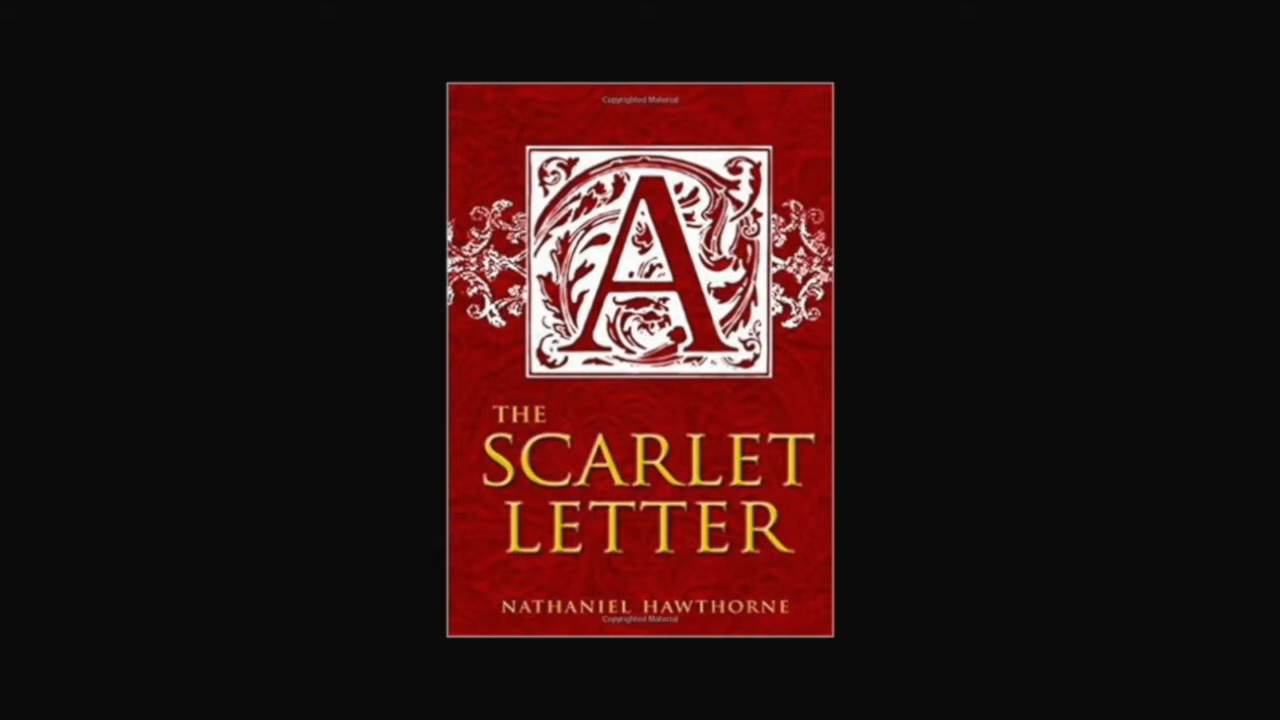 Copyrighted Material
A
THE
SCARLET
LETTER
NATHANIEL HAWTHORNE
Copyrighted Material